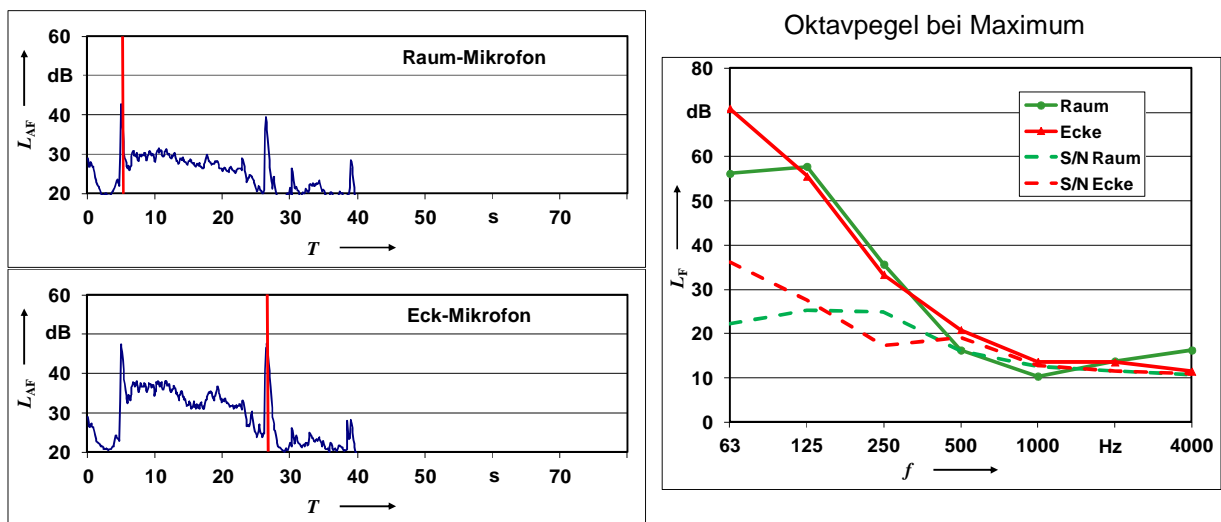 60
dB
40
30
20
L_AF
Raum-Mikrofon
0 10 20 30 40 50 s 70
T
60
dB
40
30
20
L_AF
Eck-Mikrofon
0 10 20 30 40 50 s 70
T
Oktavpegel bei Maximum
80
dB
60
50
40
30
20
10
0
L_F
Raum
Ecke
S/N Raum
S/N Ecke
63 125 250 500 1000 Hz 4000
f